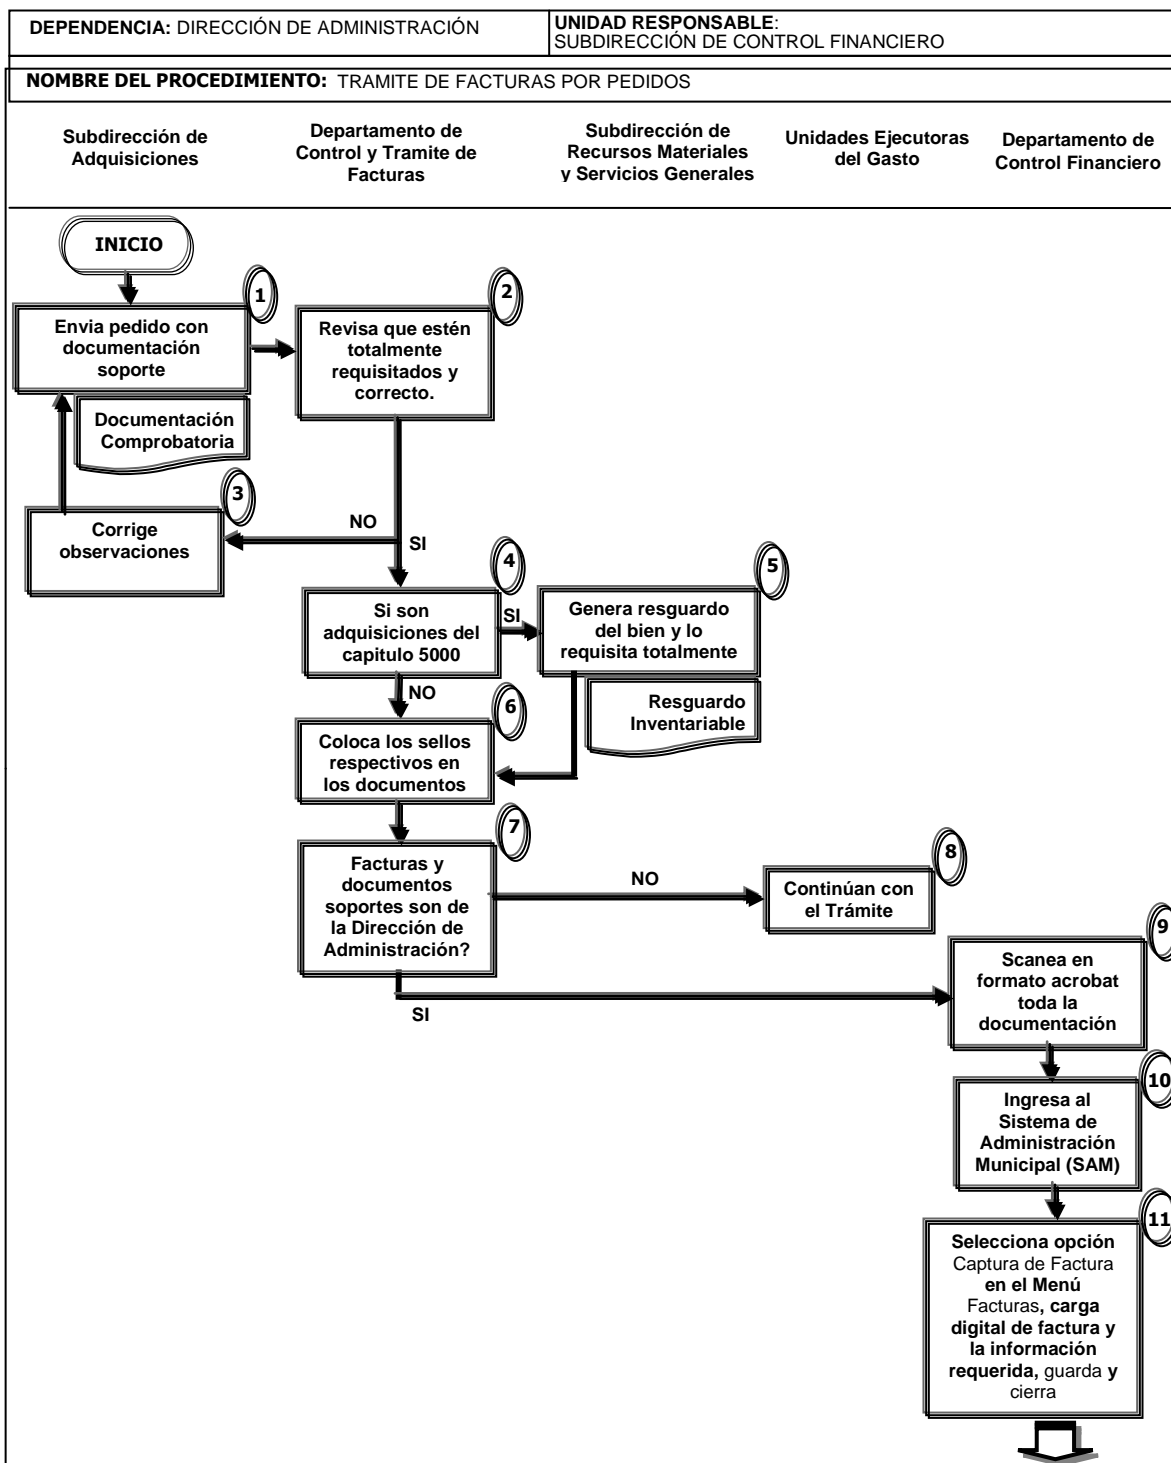 DEPENDENCIA: DIRECCIÓN DE ADMINISTRACIÓN
UNIDAD RESPONSABLE:
SUBDIRECCIÓN DE CONTROL FINANCIERO
NOMBRE DEL PROCEDIMIENTO: TRAMITE DE FACTURAS POR PEDIDOS
Subdirección de
Adquisiciones
Departamento de
Control y Tramite de
Facturas
Subdirección de
Recursos Materiales
y Servicios Generales
Unidades Ejecutoras
del Gasto
Departamento de
Control Financiero
INICIO
1
Envia pedido con
documentación
soporte
Documentación
Comprobatoria
2
Revisa que estén
totalmente
requisitados y
correcto.
3
Corrige
observaciones
NO
SI
4
Si son
adquisiciones del
capitulo 5000
SI
NO
5
Genera resguardo
del bien y lo
requisita totalmente
Resguardo
Inventariable
6
Coloca los sellos
respectivos en
los documentos
7
Facturas y
documentos
soportes son de
la Dirección de
Administración?
NO
SI
8
Continúan con
el Trámite
9
Scanea en
formato acrobat
toda la
documentación
10
Ingresa al
Sistema de
Administración
Municipal (SAM)
11
Selecciona opción
Captura de Factura
en el Menú
Facturas, carga
digital de factura y
la información
requerida, guarda y
cierra